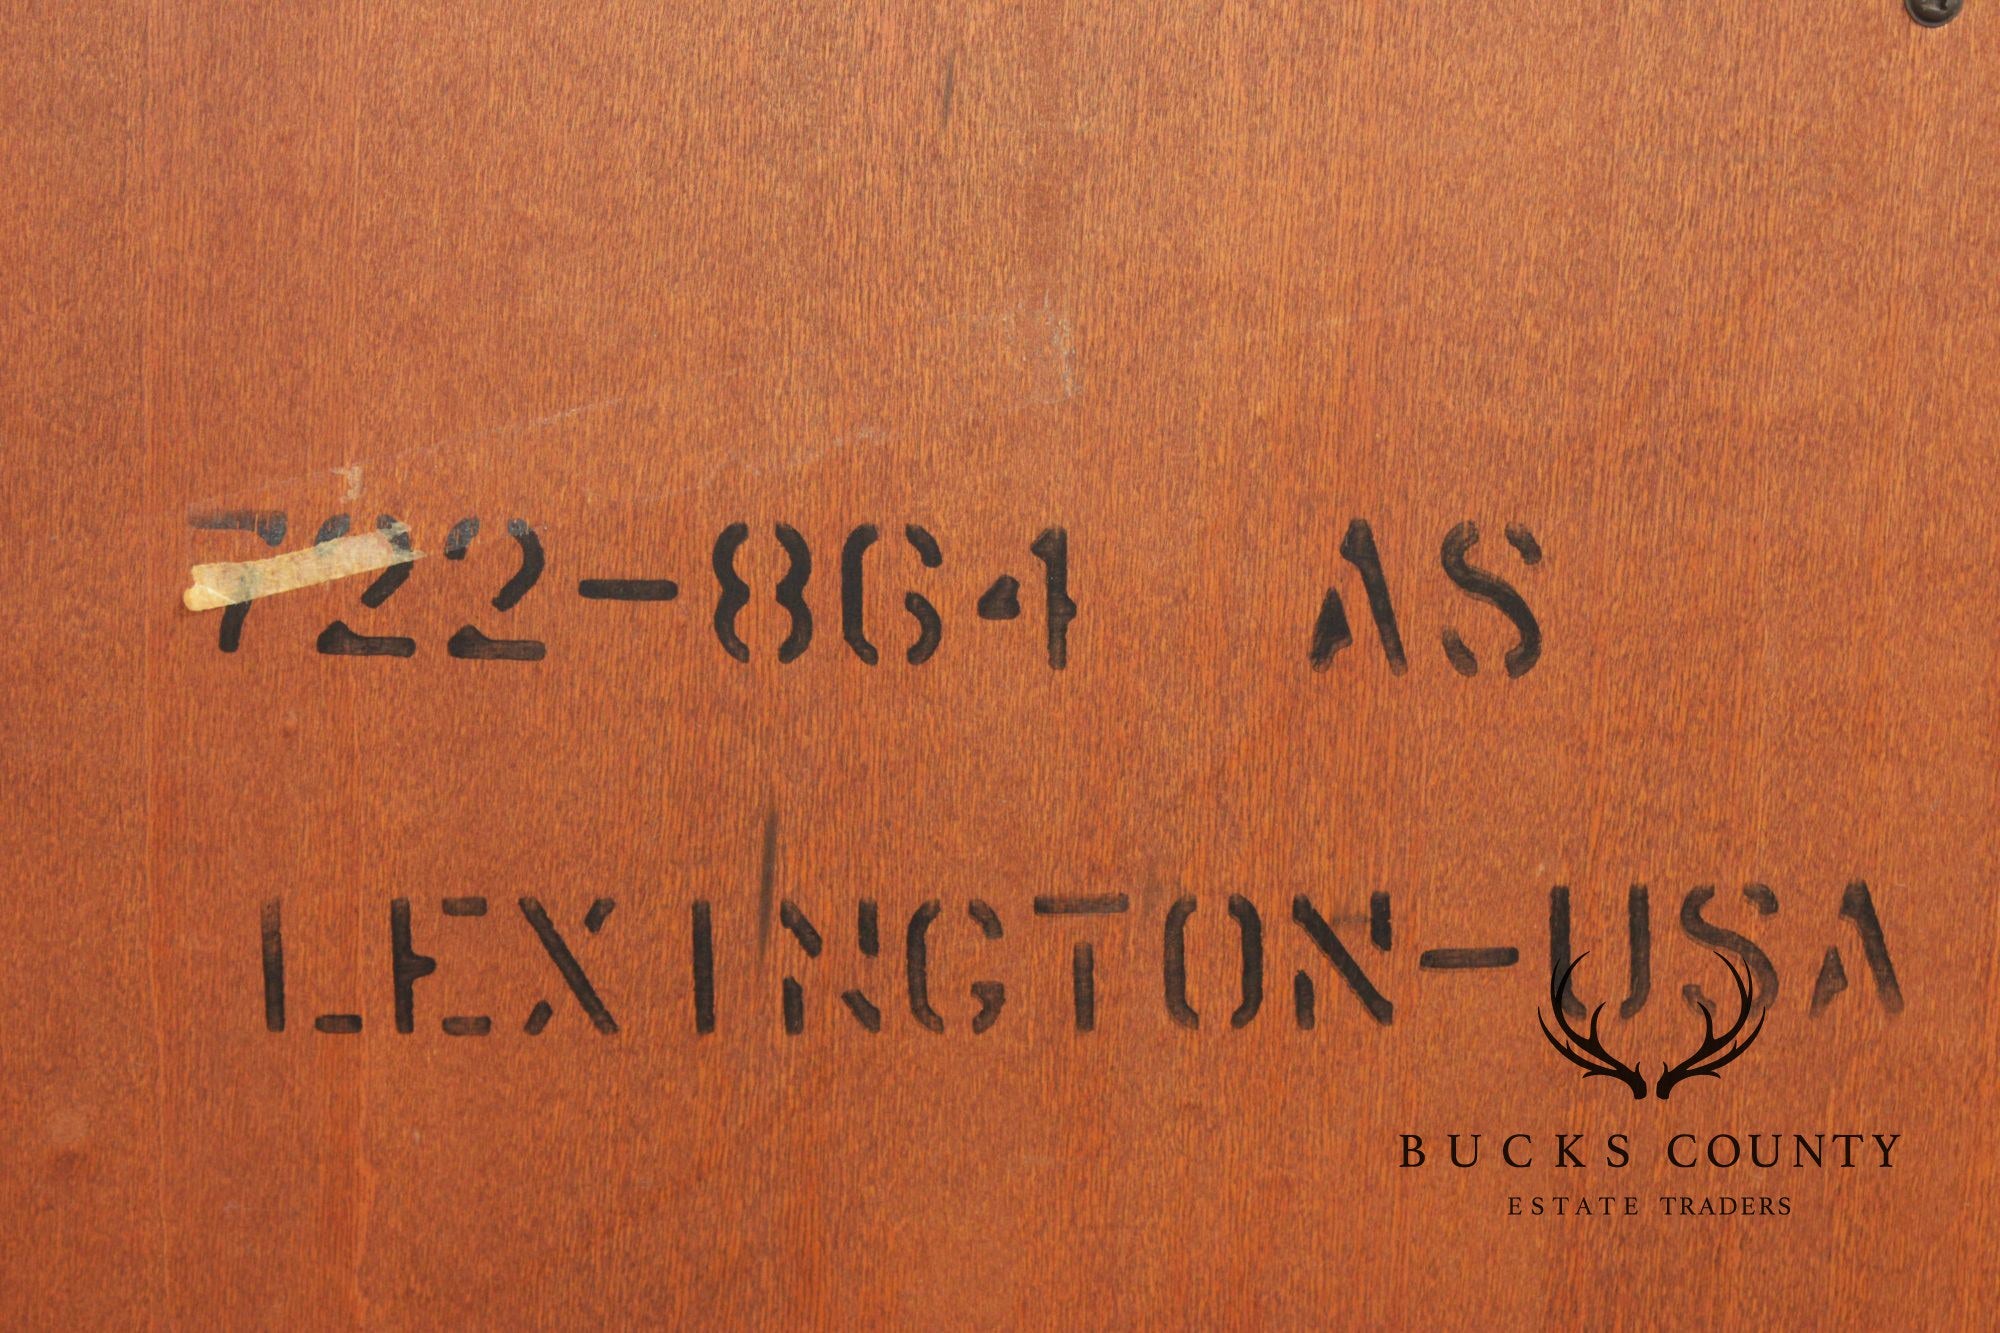 722-864 AS
LEXINGTON-USA
BUCKS COUNTY
ESTATE TRADERS